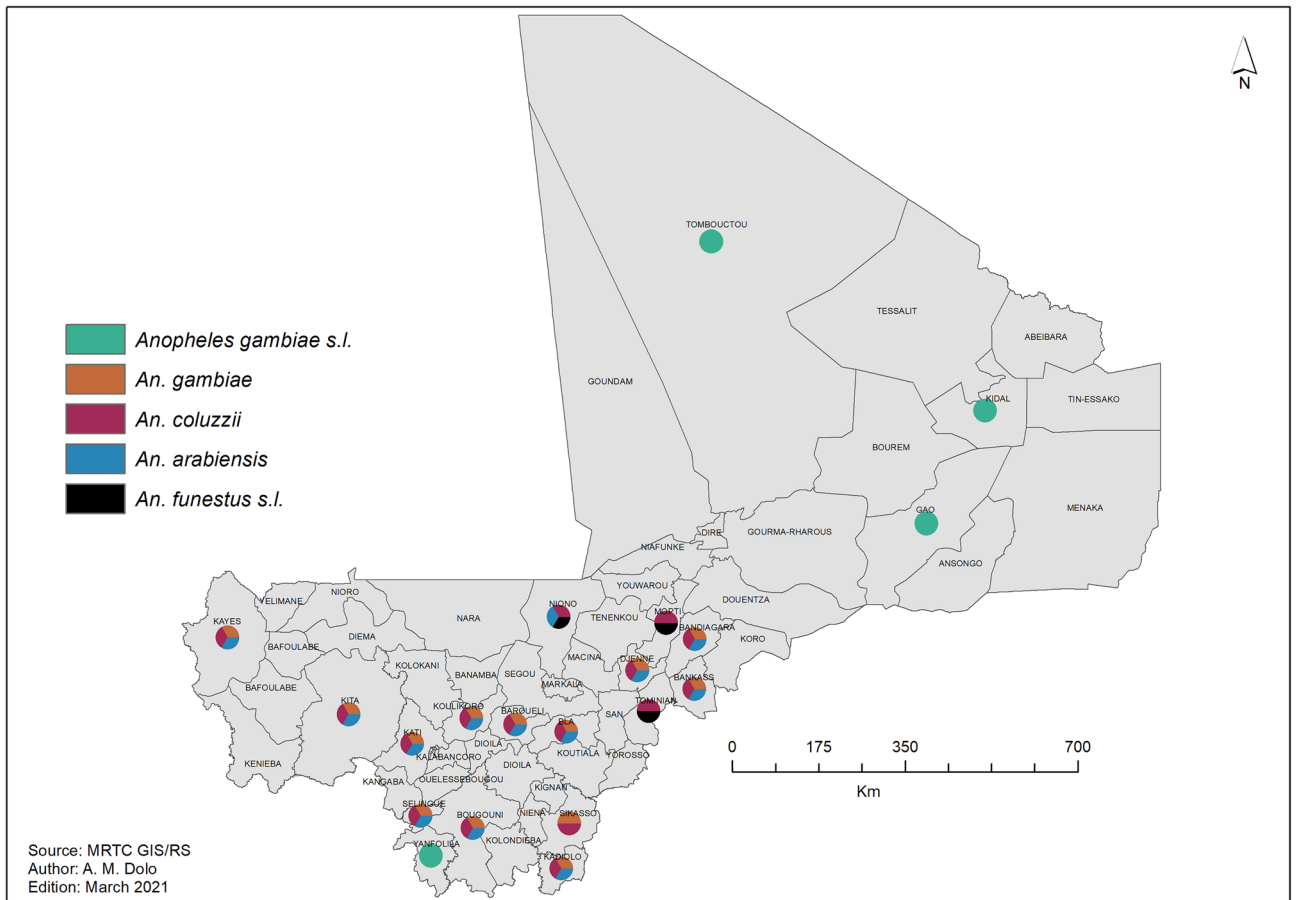 N
TOMBOUCTOU
TESSALIT
ABEIBARA
GOUNDAM
KIDAL
TIN-ESSAKO
BOUREM
MENAKA
GAO
DIRE
GOURMA-RHAROUS
NIAFUNKE
ANSONGO
YOUWAROU
DOUENTZA
Anopheles gambiae s.l.
An. gambiae
An. coluzzii
An. arabiensis
An. funestus s.l.
YELIMANE
NIORO
NIONO
MOPTI
KAYES
NARA
TENENKOU
BANDIAGARA
KORO
DIEMA
BAFOULABE
MACINA
DJENNE
KOLOKANI
BANAMBA
SEGOU
MARKALA
BANKASS
BAFOULABE
KITA
KOULIKORO
BAROUELI
SAN
TOMINIAN
BLA
KATI
DIOILA
KALABANCORO
KOUTIALA
YOROSSO
KENIEBA
DIOILA
KANGABA
OUELESSEBOUGOU
KIGNAN
SELINGUE
BOUGOUNI
NIENA
SIKASSO
YANFOLILA
KOLONDIEBA
KADIOLO
0 175 350 700
Km
Source: MRTC GIS/RS
Author: A. M. Dolo
Edition: March 2021